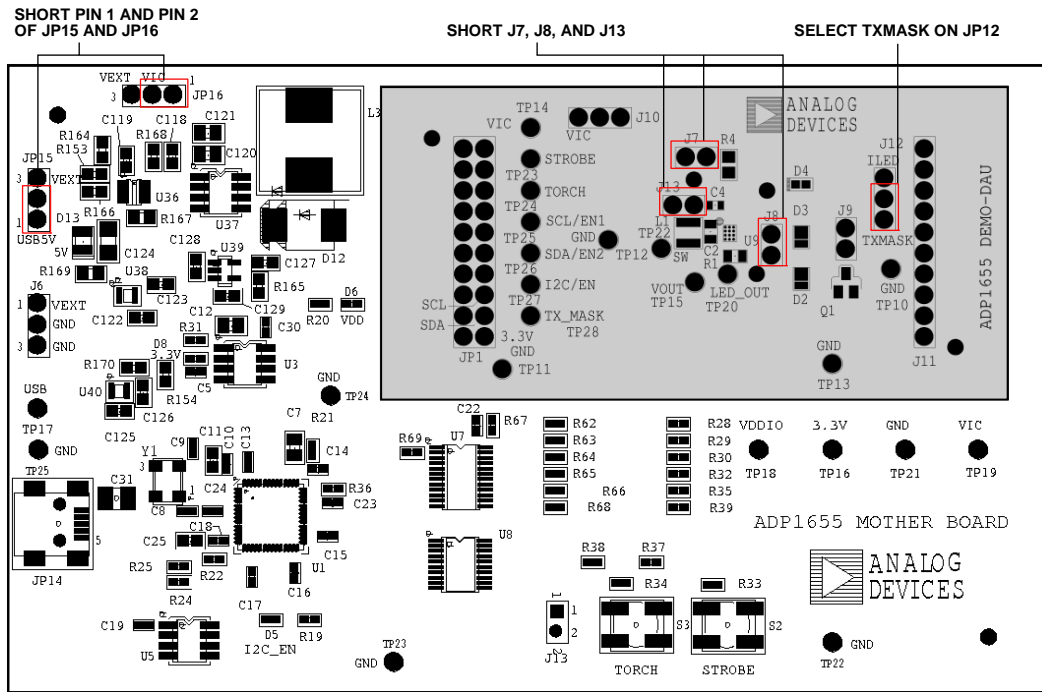 SHORT PIN 1 AND PIN 2
OF JP15 AND JP16
SHORT J7, J8, AND J13
SELECT TXMASK ON JP12
VEXT VIO 1
3 JP16
C119 R168 C118 C121
R164
R153
C120
L3
JP15
3
VEXT
U36
R166
R167
U37
1
USB5V
D13
5V
C124
C128
U39
D12
R169
U38
C127
R165
C123
J6
1 VEXT
GND
3 GND
C122
C12
C129
R20
D6
VDD
R31
C30
D8
3.3V
R170
C5
U3
U40
R154
GND
TP24
USB
C126
TP17
C125
GND
TP25
C9
C11
C10
C13
C7
R21
C14
Y1
3
1
C31
C24
R36
C23
C8
5
JP14
C18
C25
C15
R25
R22
U1
R24
C17
C16
C19
U5
D5
I2C_EN
R19
TP23
GND
TP14
VIC
VIC
J10
STROBE
TP23
TORCH
TP24
SCL/EN1
TP25
SDA/EN2
TP26
I2C/EN
TP27
TX_MASK
TP28
SCL
SDA
JP1
3.3V
GND
TP11
GND
TP12
J7
R4
J13
C4
L1
TP22
SW
C2
R1
U9
J8
VOUT
TP15
LED_OUT
TP20
ANALOG
DEVICES
D4
D3
D2
J9
Q1
J12
ILED
TXMASK
GND
TP10
GND
TP13
J11
ADP1655 DEMO-DAU
C22
R67
R69
U7
U8
R62
R63
R64
R65
R66
R68
R28
R29
R30
R32
R35
R39
VDDIO
TP18
3.3V
TP16
GND
TP21
VIC
TP19
ADP1655 MOTHER BOARD
ANALOG
DEVICES
R38
R37
R34
R33
1
1
2
2
J13
S3
S2
TORCH
STROBE
GND
TP22